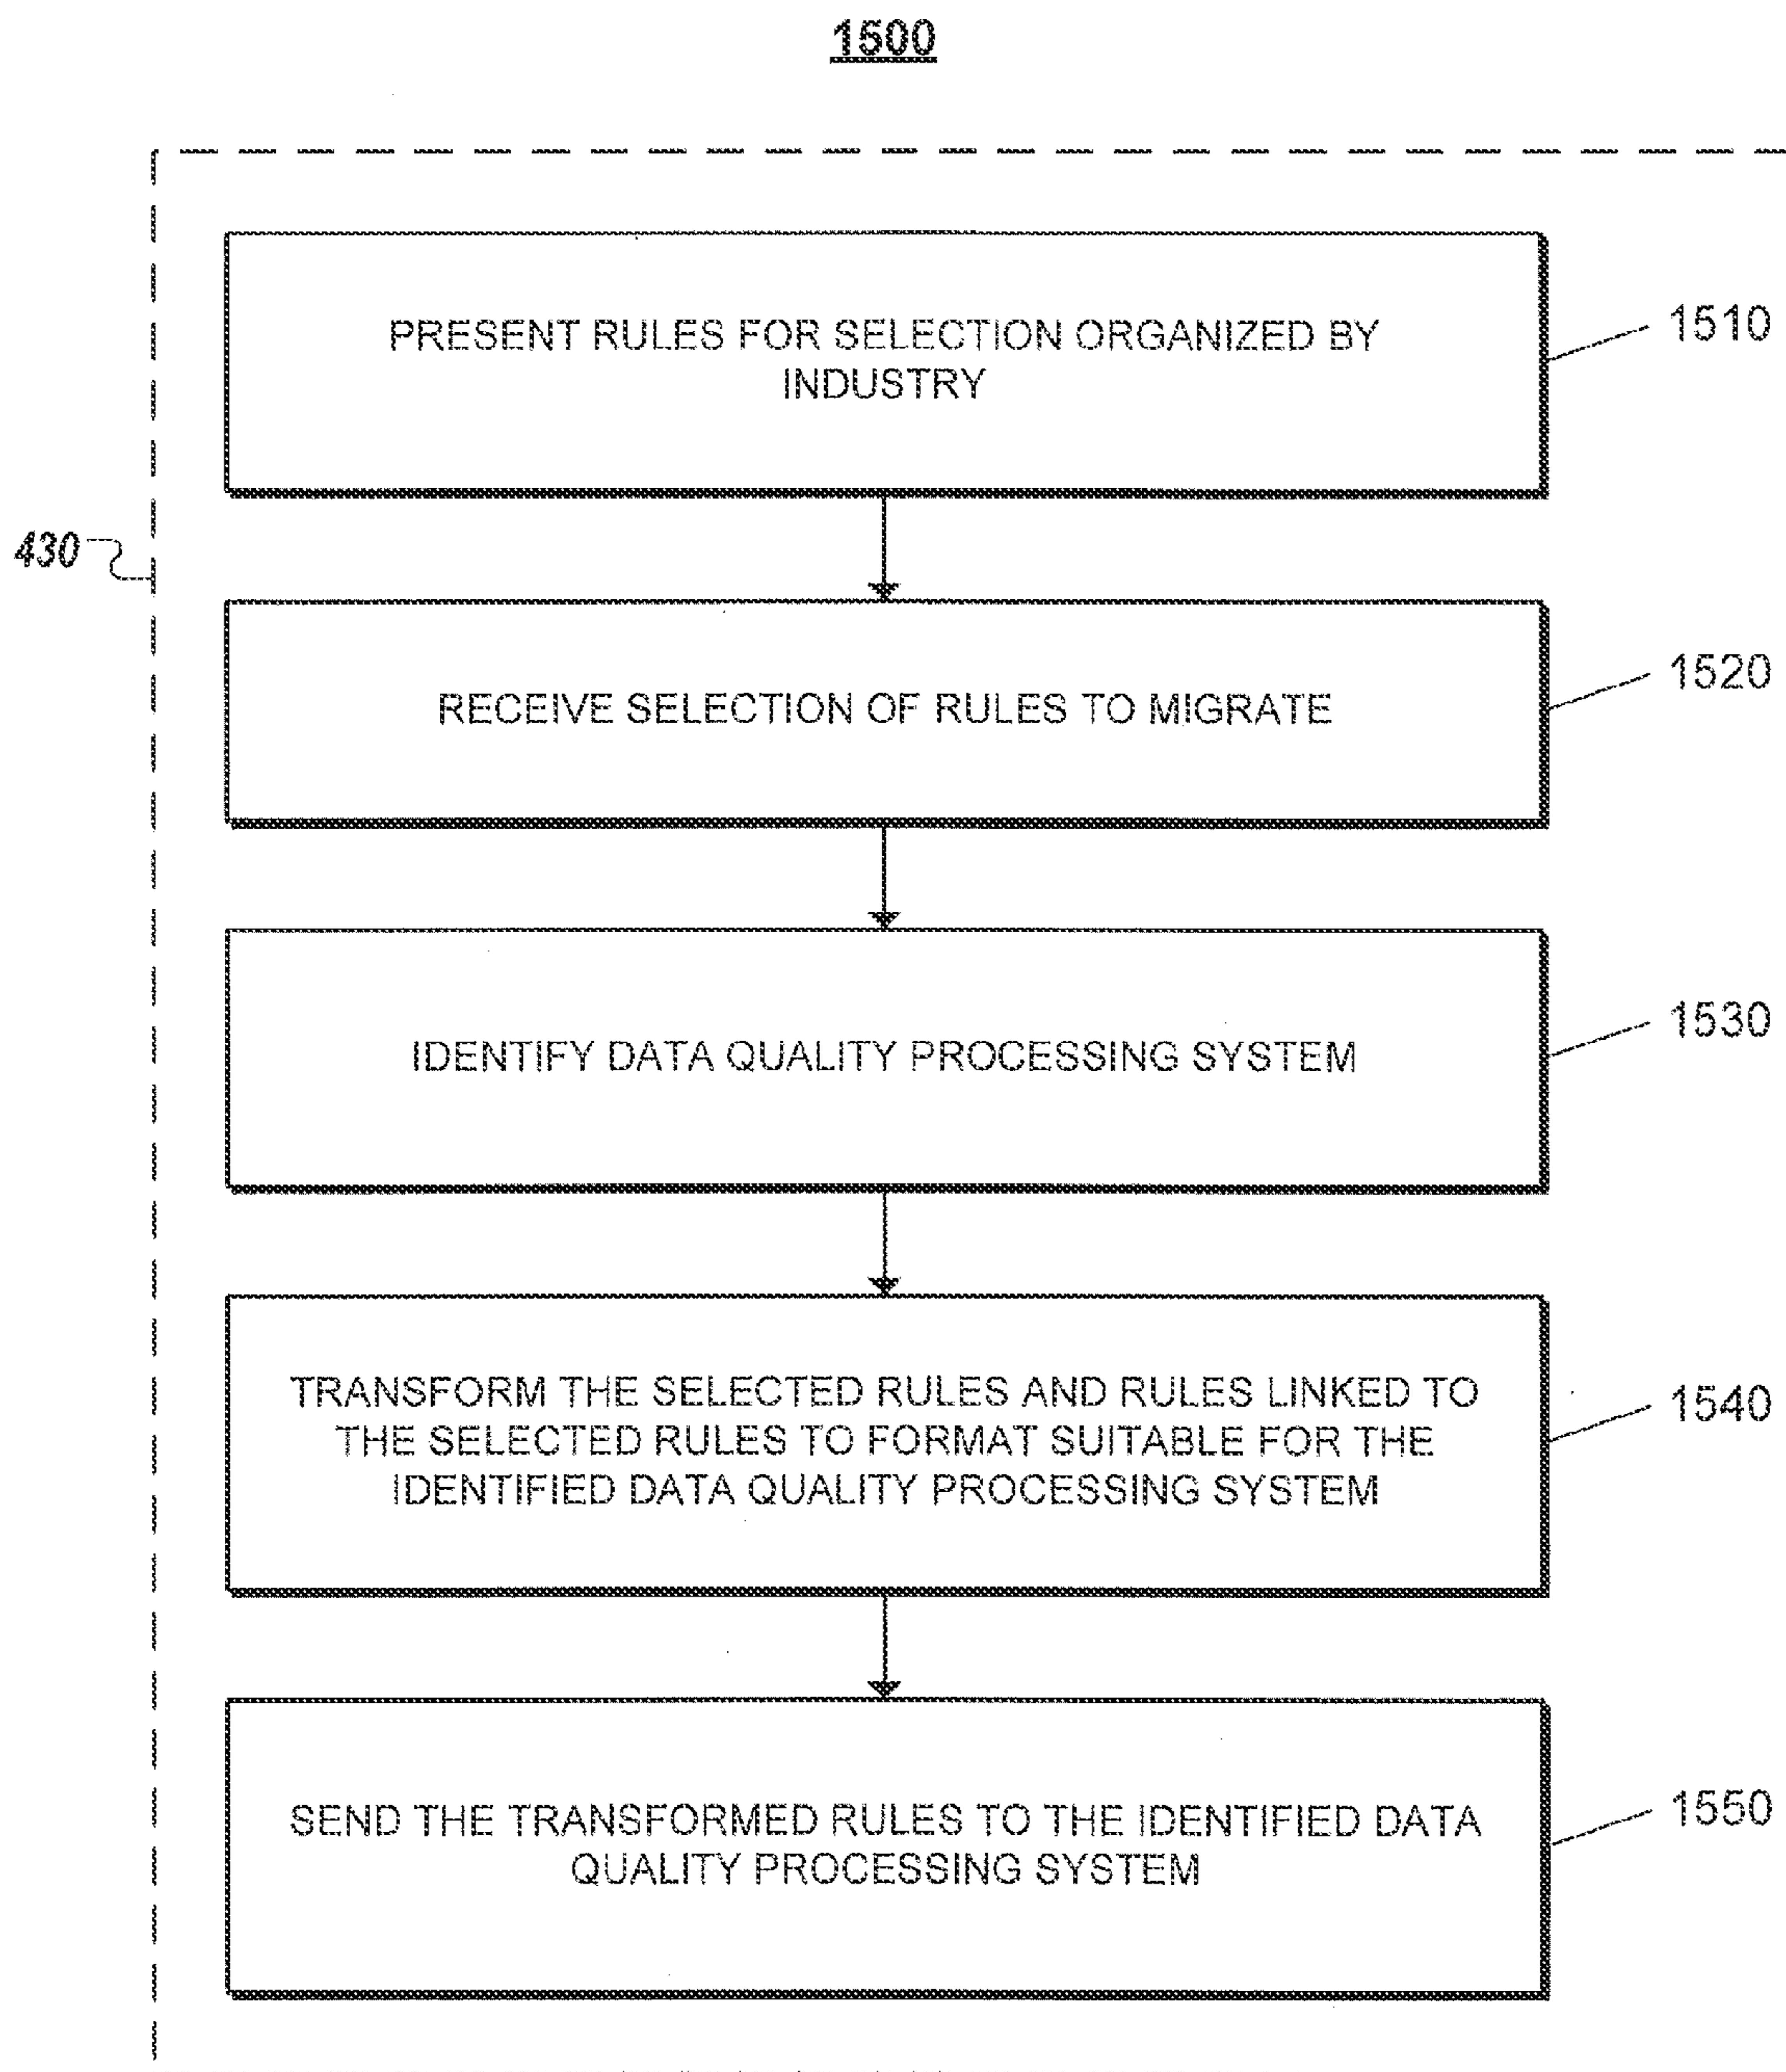 1500
PRESENT RULES FOR SELECTION ORGANIZED BY
INDUSTRY
1510
430
RECEIVE SELECTION OF RULES TO MIGRATE
1520
IDENTIFY DATA QUALITY PROCESSING SYSTEM
1530
TRANSFORM THE SELECTED RULES AND RULES LINKED TO
THE SELECTED RULES TO FORMAT SUITABLE FOR THE
IDENTIFIED DATA QUALITY PROCESSING SYSTEM
1540
SEND THE TRANSFORMED RULES TO THE IDENTIFIED DATA
QUALITY PROCESSING SYSTEM
1550